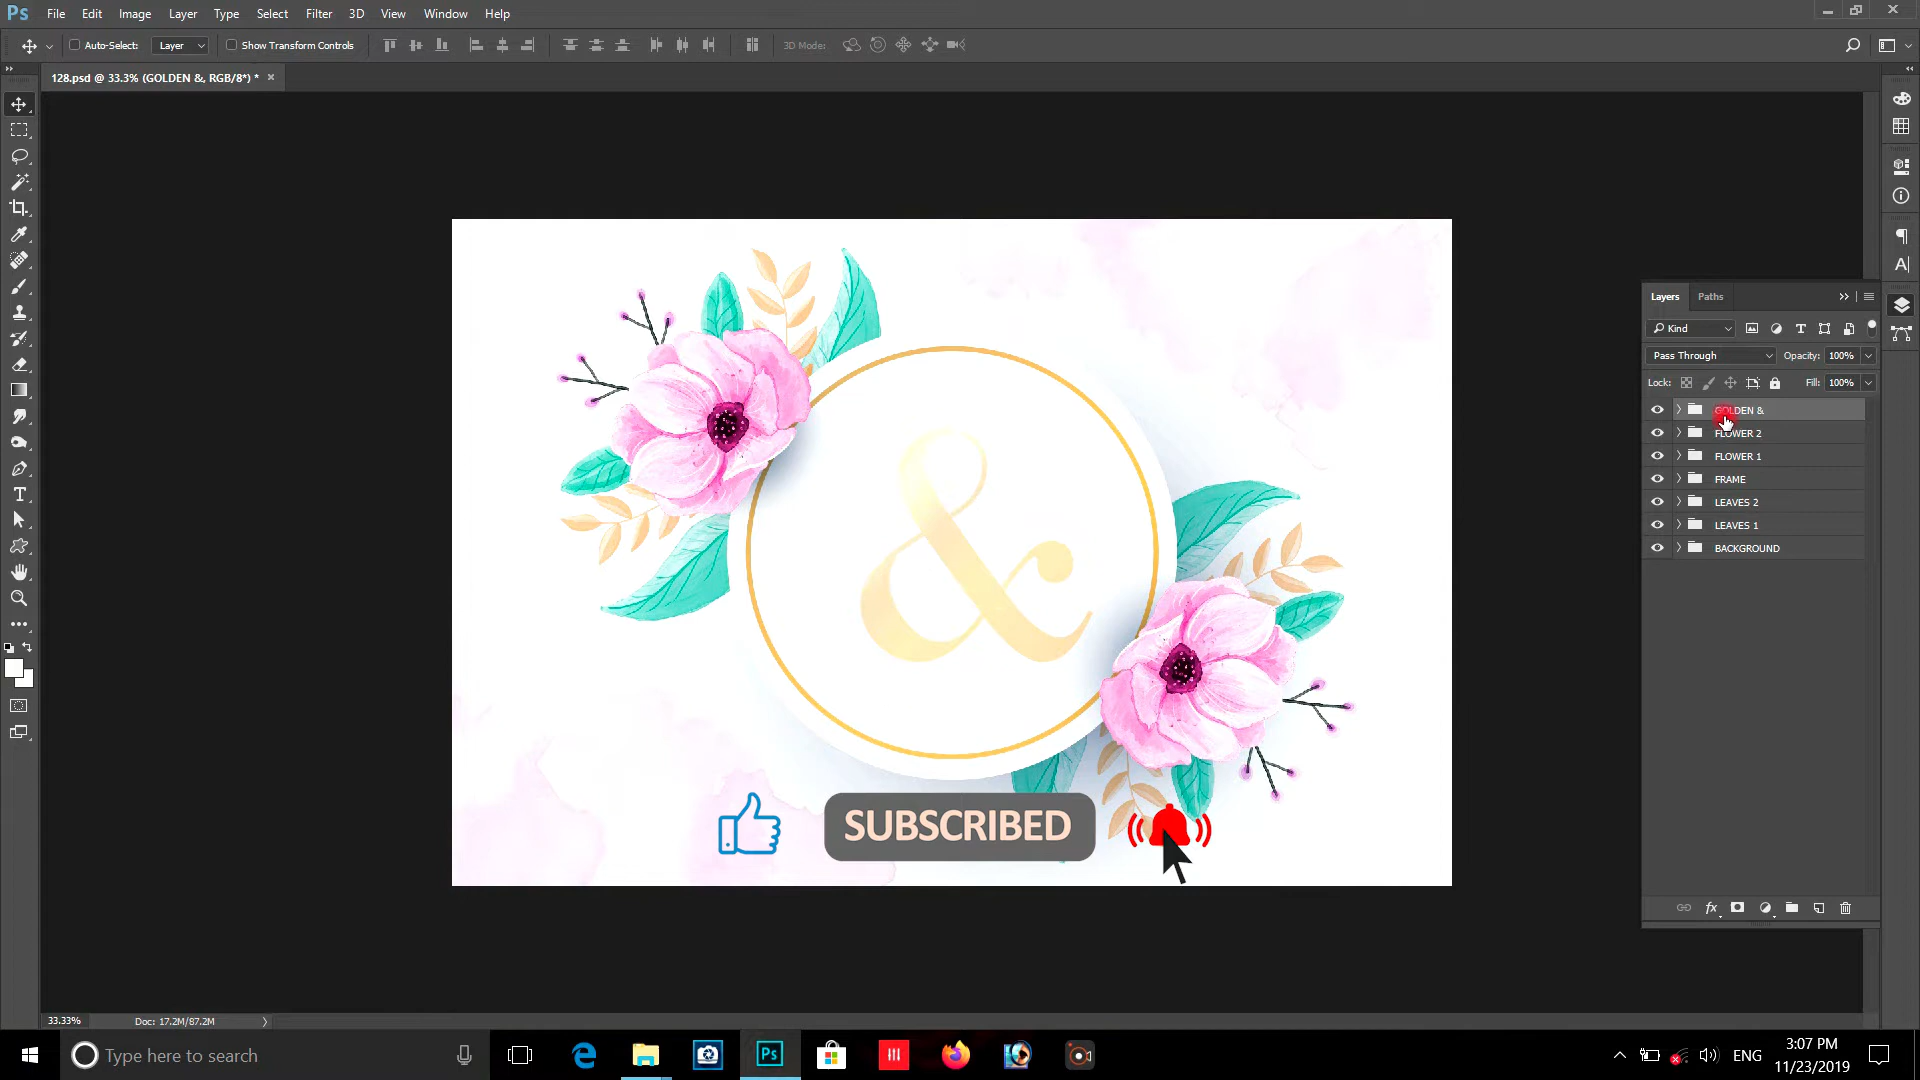 Ps File Edit Image Layer Type Select Filter 3D View Window Help
Auto-Select: Layer Show Transform Controls 3D Mode:
128.psd @ 33.3% (GOLDEN &, RGB/8*) * ×
Layers Paths
Kind
Pass Through Opacity: 100%
Lock: Fill: 100%
GOLDEN &
FLOWER 2
FLOWER 1
FRAME
LEAVES 2
LEAVES 1
BACKGROUND
&
SUBSCRIBED
fx
33.33% Doc: 17.2M/87.2M
Type here to search
Ps
ENG
3:07 PM
11/23/2019